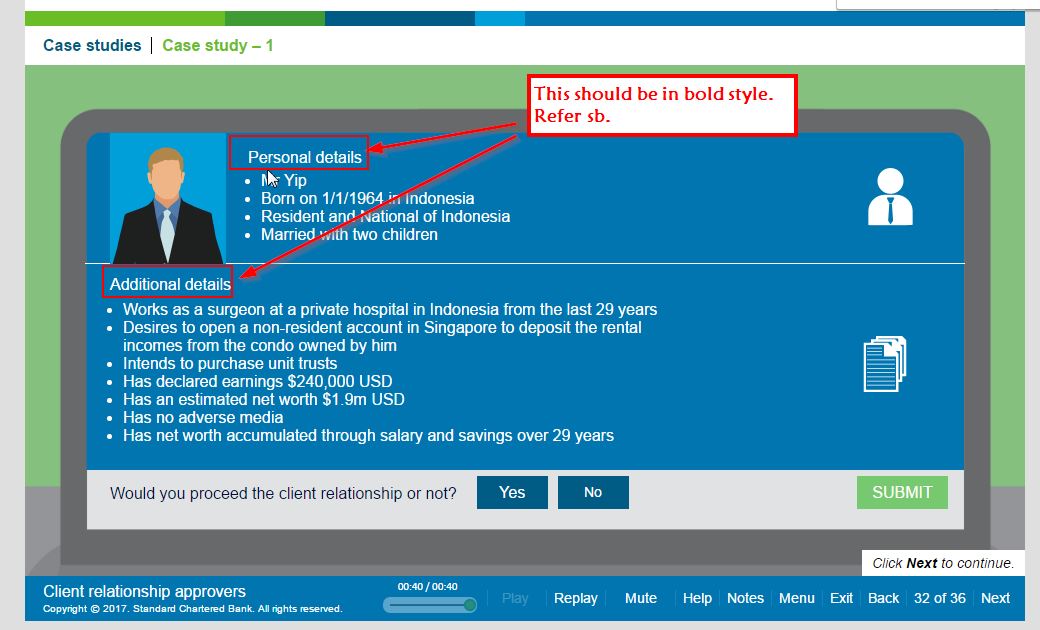 Case studies | Case study – 1
This should be in bold style.
Refer sb.
Personal details
• Mr Yip
• Born on 1/1/1964 in Indonesia
• Resident and National of Indonesia
• Married with two children
Additional details
• Works as a surgeon at a private hospital in Indonesia from the last 29 years
• Desires to open a non-resident account in Singapore to deposit the rental
incomes from the condo owned by him
• Intends to purchase unit trusts
• Has declared earnings $240,000 USD
• Has an estimated net worth $1.9m USD
• Has no adverse media
• Has net worth accumulated through salary and savings over 29 years
Would you proceed the client relationship or not? Yes No SUBMIT
Click Next to continue.
Client relationship approvers
Copyright © 2017. Standard Chartered Bank. All rights reserved.
00:40 / 00:40
Play Replay Mute Help Notes Menu Exit Back 32 of 36 Next